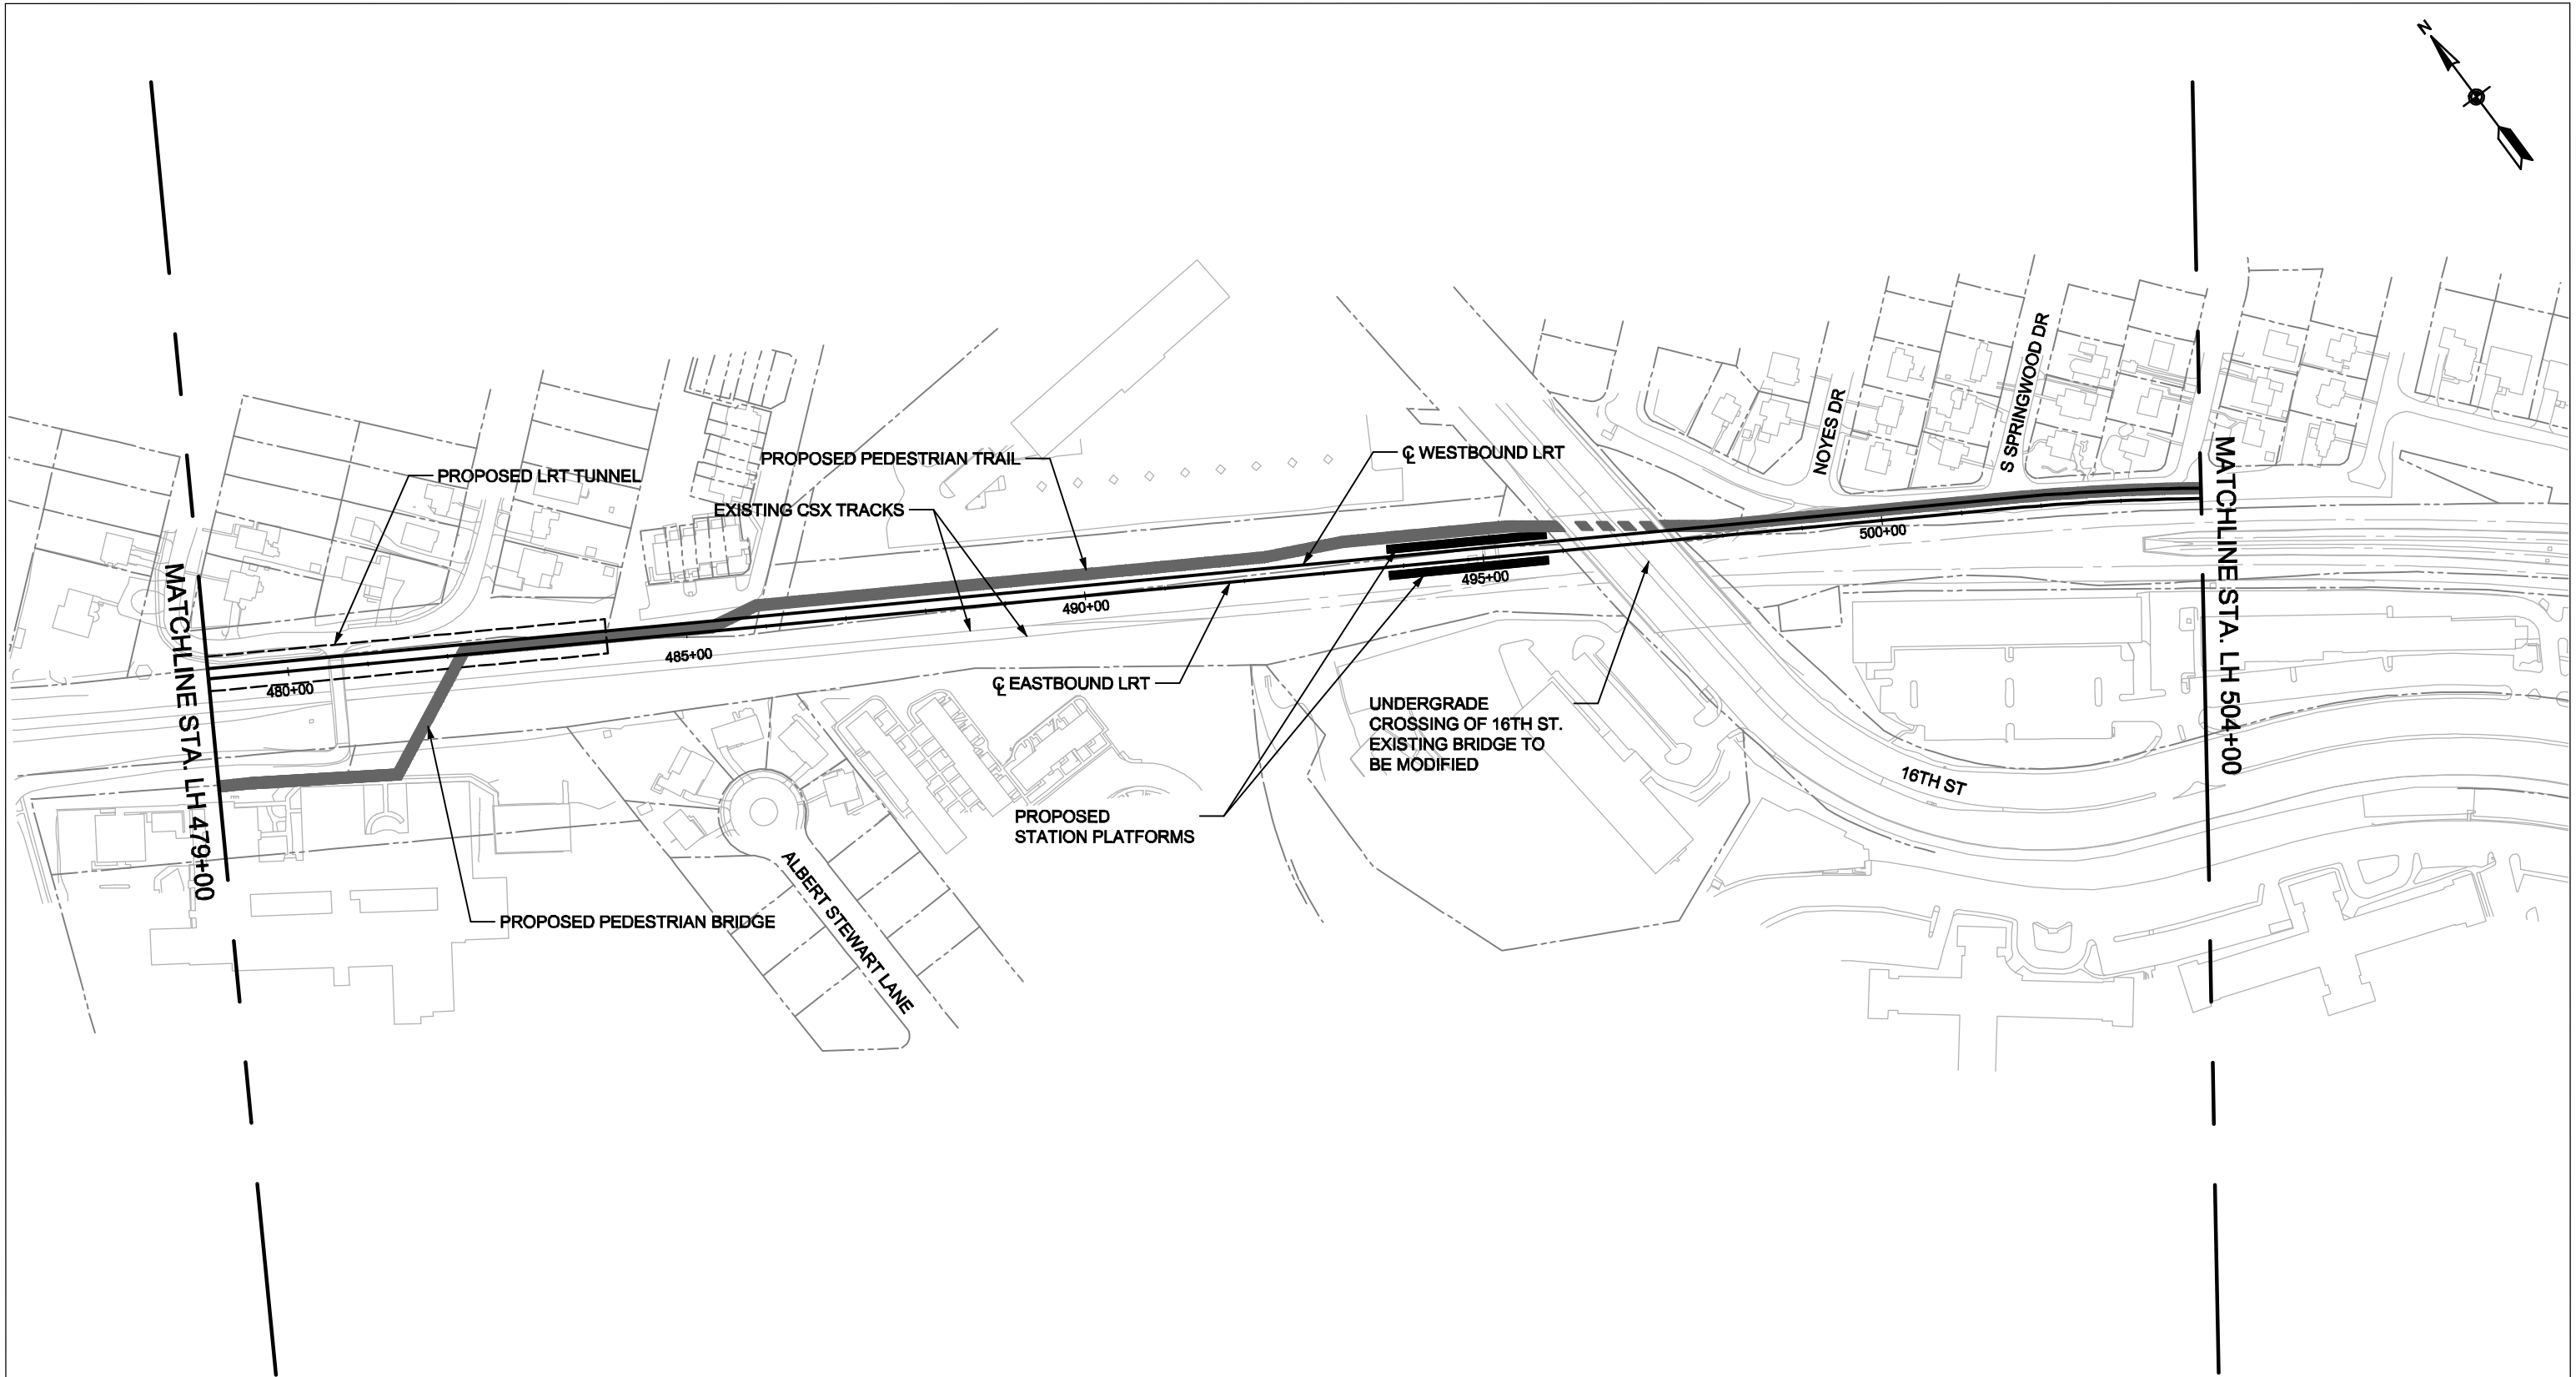 N
NOYES DR
S SPRINGWOOD DR
PROPOSED LRT TUNNEL
PROPOSED PEDESTRIAN TRAIL
℄ WESTBOUND LRT
EXISTING CSX TRACKS
MATCHLINE STA. LH 479+00
MATCHLINE STA. LH 504+00
480+00
485+00
490+00
495+00
500+00
℄ EASTBOUND LRT
UNDERGRADE
CROSSING OF 16TH ST.
EXISTING BRIDGE TO
BE MODIFIED
16TH ST
PROPOSED
STATION PLATFORMS
ALBERT STEWART LANE
PROPOSED PEDESTRIAN BRIDGE